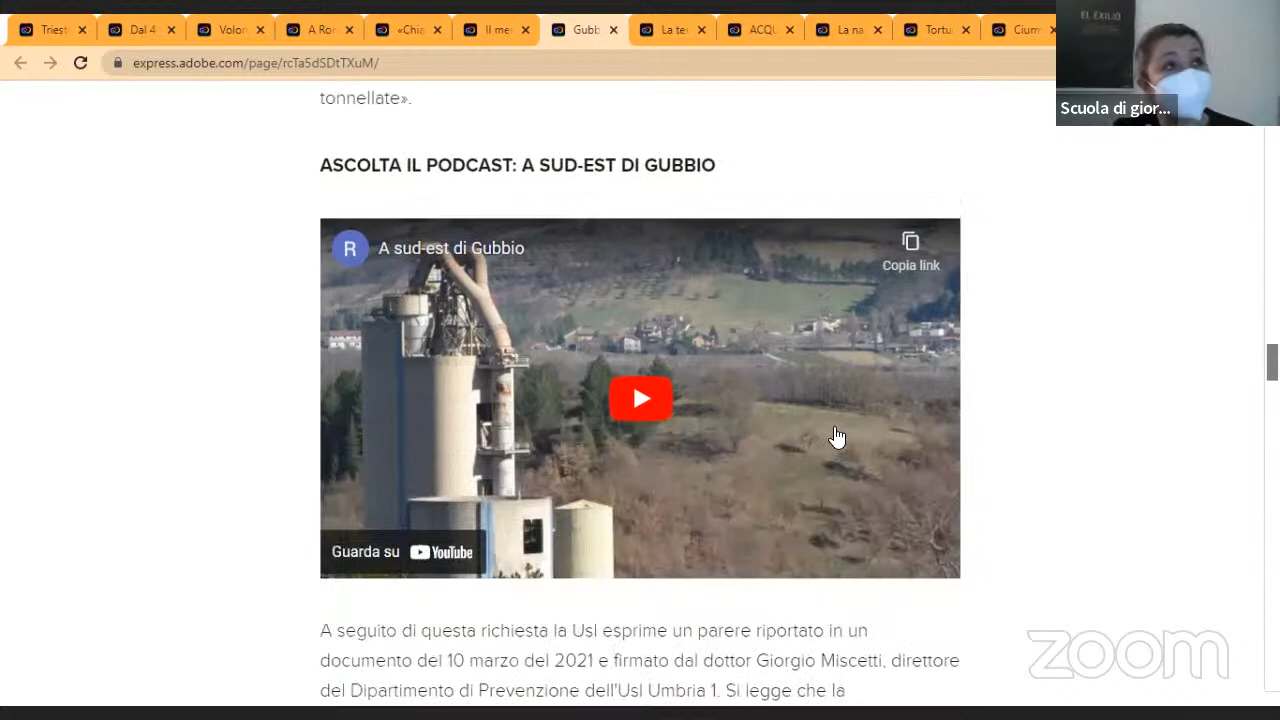 Triest
Dal 4
Volon
A Ror
«Chia
Il me
Gubb
La te
ACQU
La na
Tortu
Cium
express.adobe.com/page/rcTa5dSDtTXuM/
EL EXILIO
Scuola di gior...
tonnellate».
ASCOLTA IL PODCAST: A SUD-EST DI GUBBIO
R
A sud-est di Gubbio
Copia link
Guarda su YouTube
A seguito di questa richiesta la Usl esprime un parere riportato in un
documento del 10 marzo del 2021 e firmato dal dottor Giorgio Miscetti, direttore
del Dipartimento di Prevenzione dell'Usl Umbria 1. Si legge che la
zoom